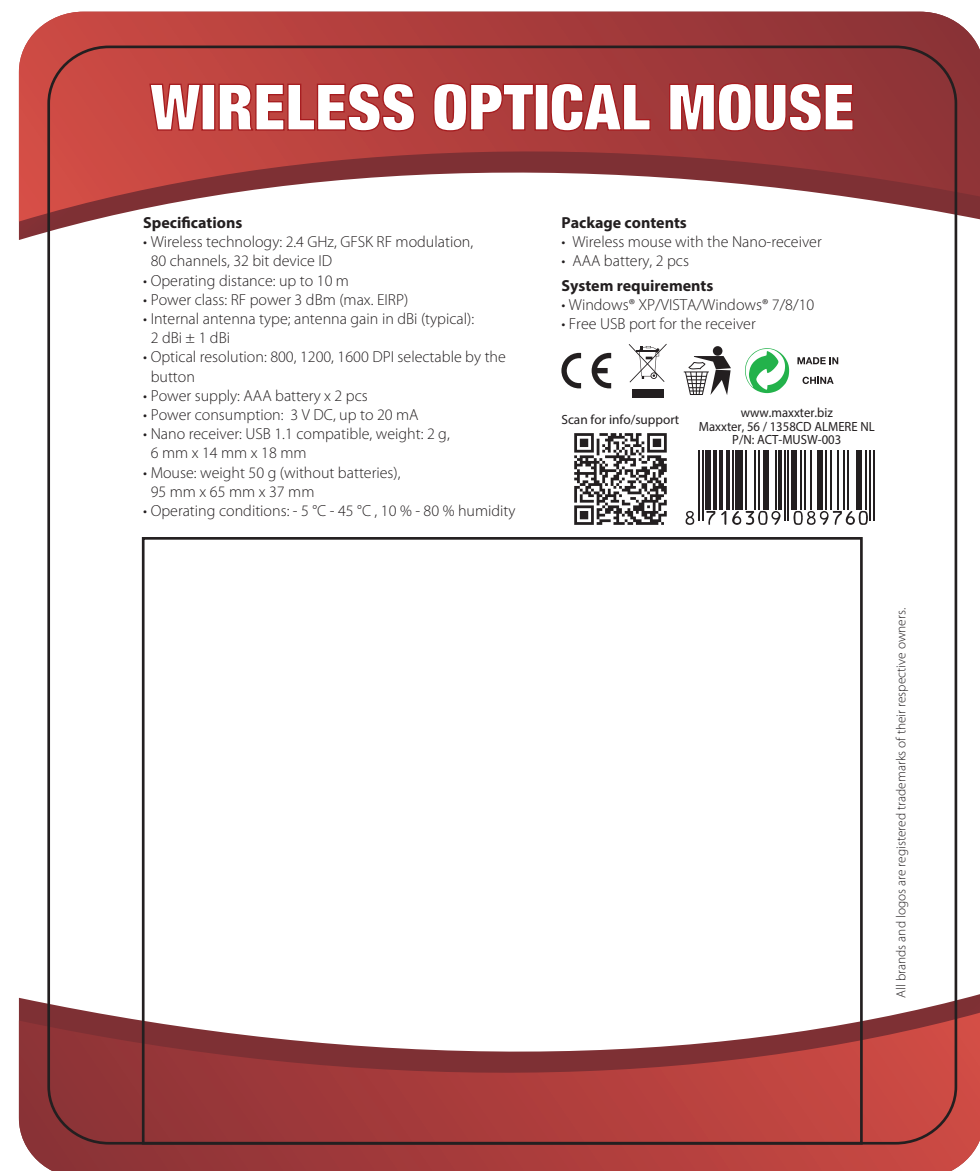 WIRELESS OPTICAL MOUSE
Specifications
• Wireless technology: 2.4 GHz, GFSK RF modulation,
80 channels, 32 bit device ID
• Operating distance: up to 10 m
• Power class: RF power 3 dBm (max. EIRP)
• Internal antenna type; antenna gain in dBi (typical):
2 dBi ± 1 dBi
• Optical resolution: 800, 1200, 1600 DPI selectable by the
button
• Power supply: AAA battery x 2 pcs
• Power consumption: 3 V DC, up to 20 mA
• Nano receiver: USB 1.1 compatible, weight: 2 g,
6 mm x 14 mm x 18 mm
• Mouse: weight 50 g (without batteries),
95 mm x 65 mm x 37 mm
• Operating conditions: - 5 °C - 45 °C , 10 % - 80 % humidity
Package contents
• Wireless mouse with the Nano-receiver
• AAA battery, 2 pcs
System requirements
• Windows® XP/VISTA/Windows® 7/8/10
• Free USB port for the receiver
CE
MADE IN
CHINA
Scan for info/support
www.maxxter.biz
Maxxter, 56 / 1358CD ALMERE NL
P/N: ACT-MUSW-003
8 716309 089760
All brands and logos are registered trademarks of their respective owners.